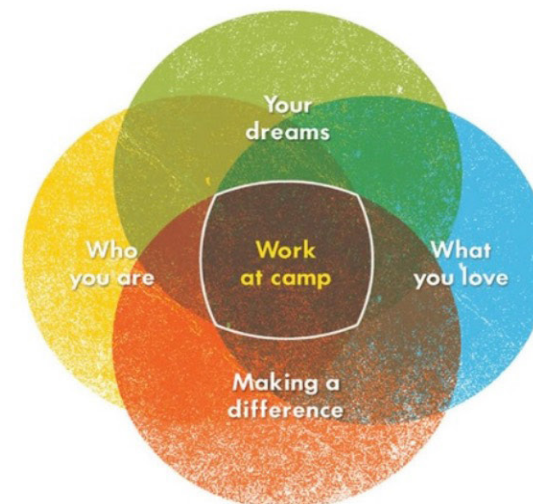 Your
dreams
Who
you are
Work
at camp
What
you love
Making a
difference